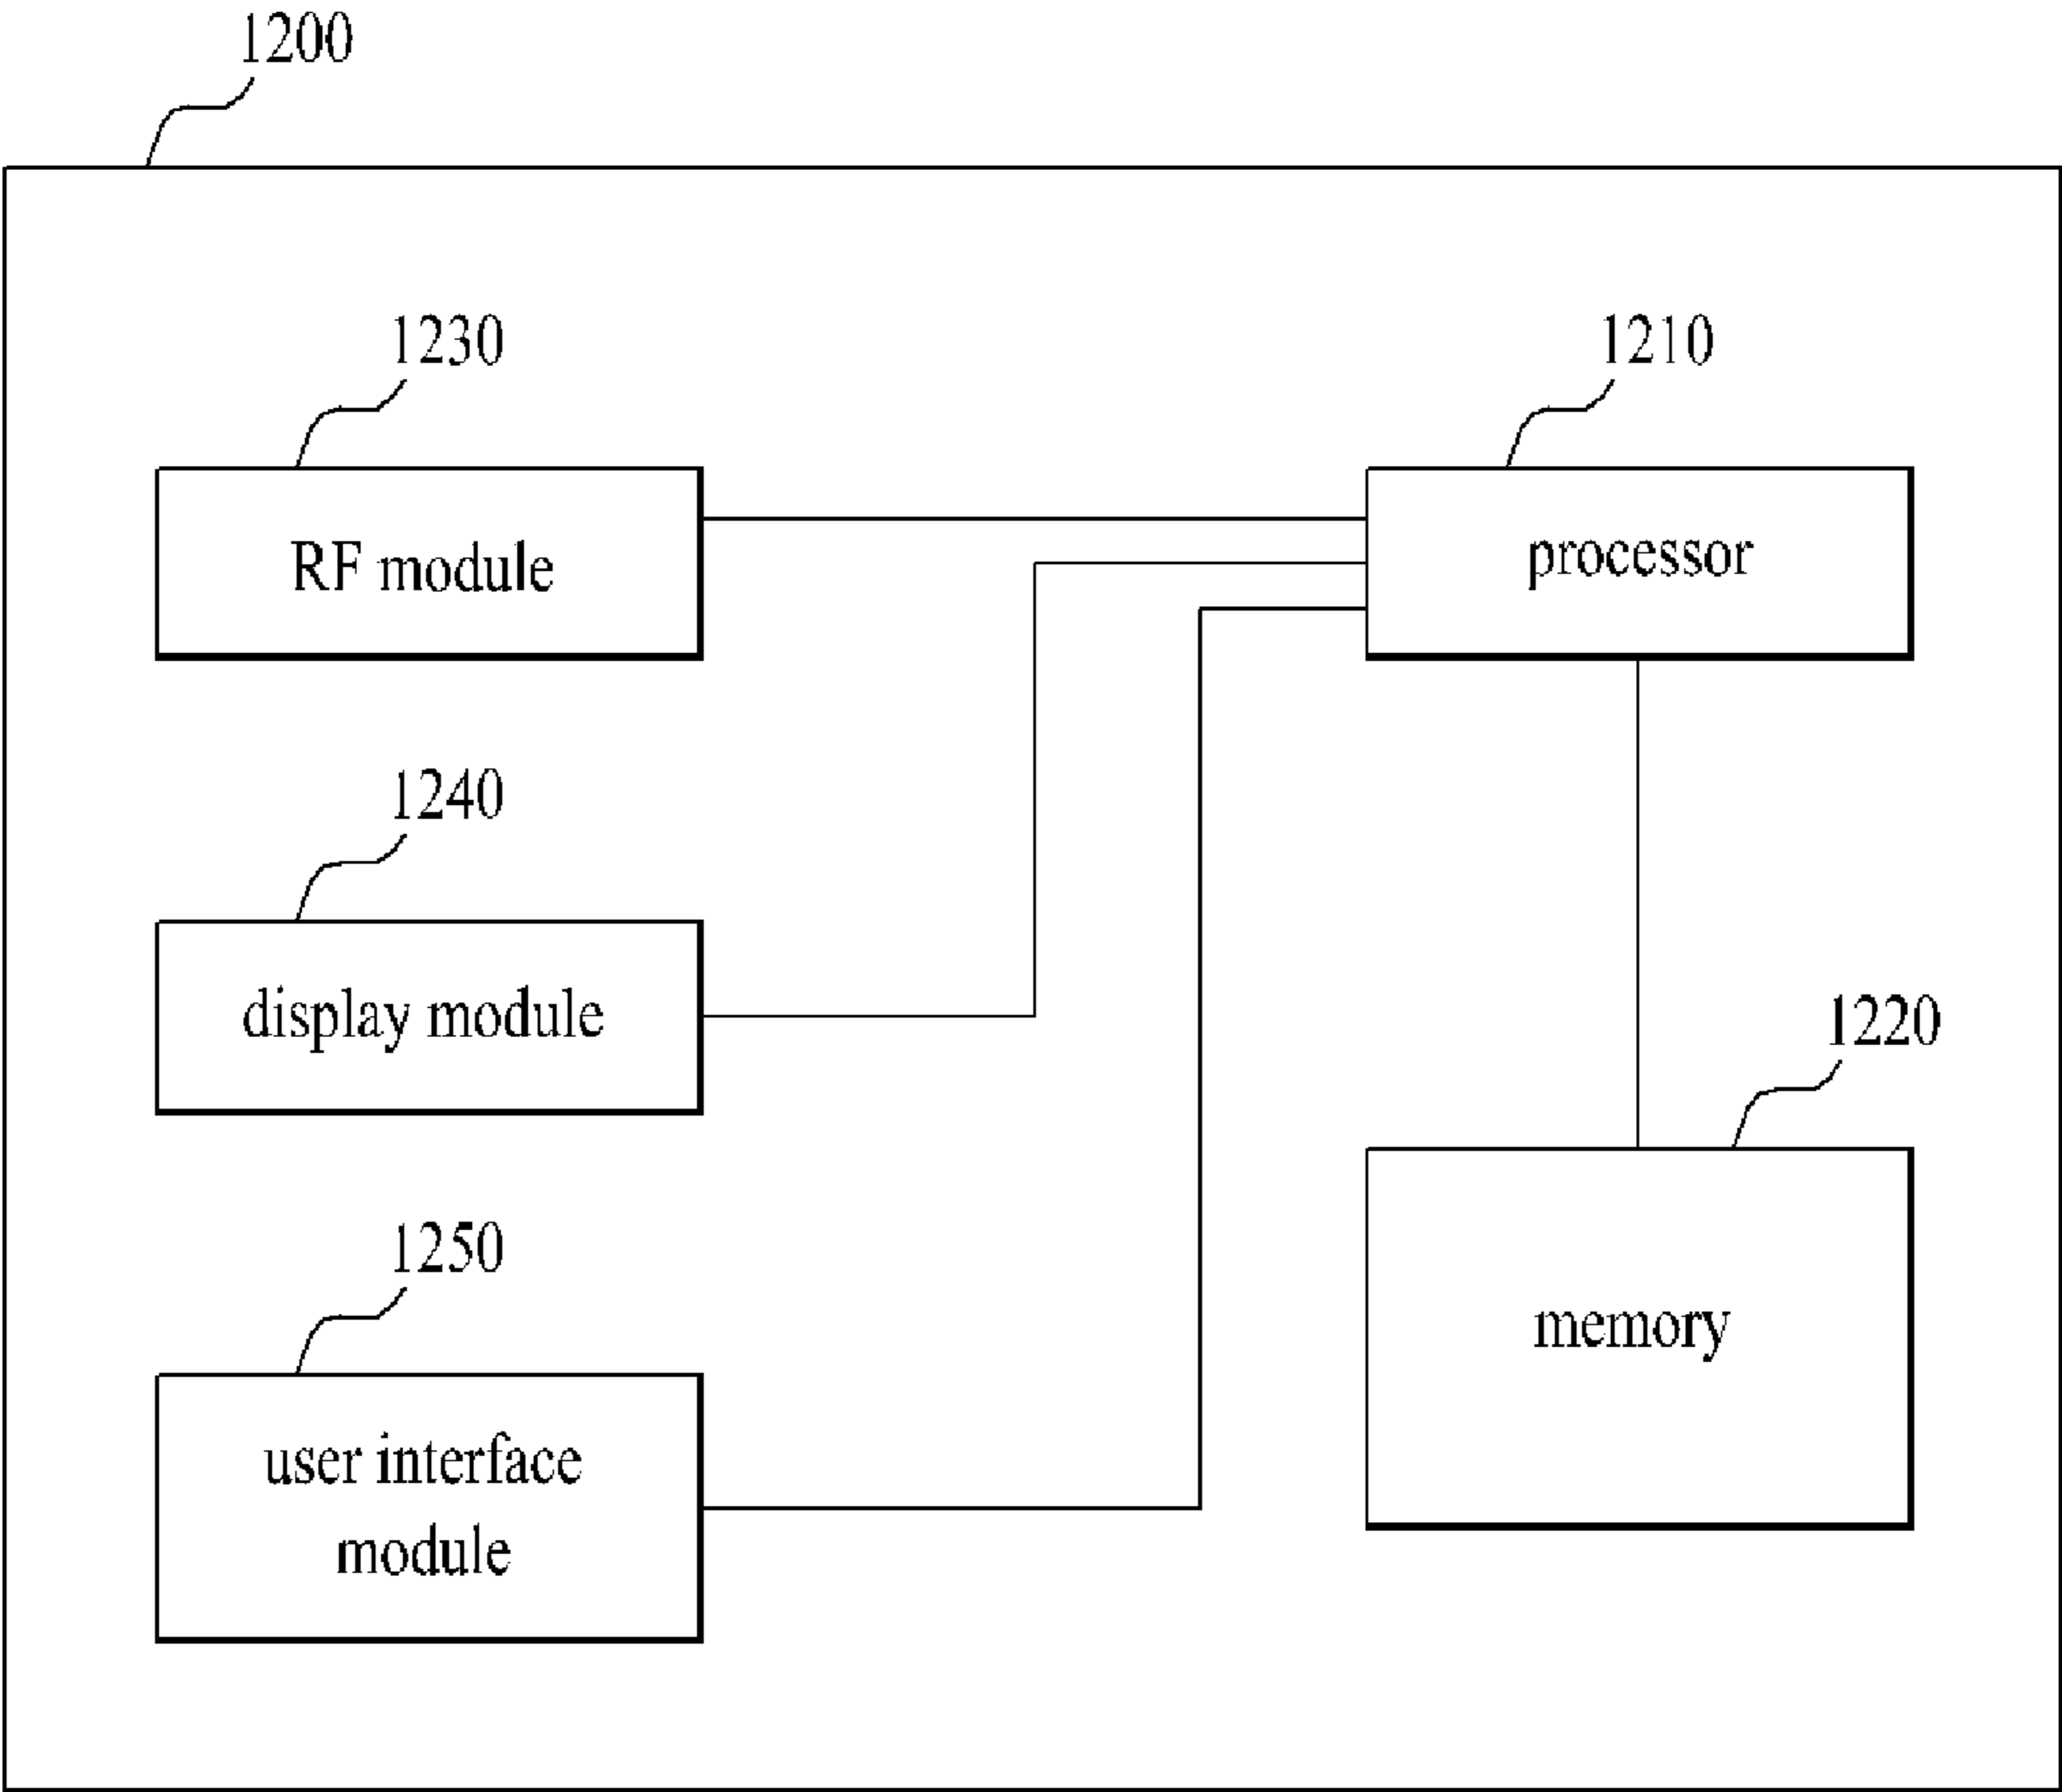 1200
1230
1210
RF module
processor
1240
display module
1220
1250
memory
user interface
module